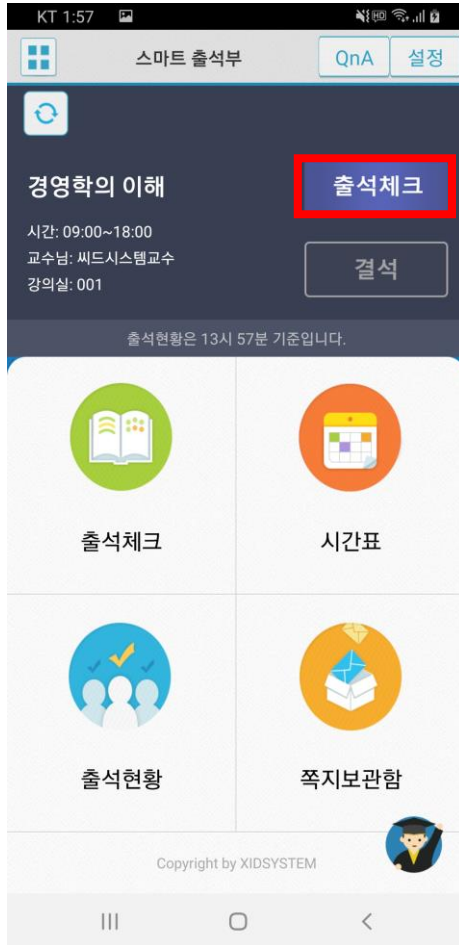 KT 1:57
스마트 출석부
QnA
설정
경영학의 이해
출석체크
시간: 09:00~18:00
교수님: 씨드시스템교수
강의실: 001
결석
출석현황은 13시 57분 기준입니다.
출석체크
시간표
출석현황
쪽지보관함
Copyright by XIDSYSTEM